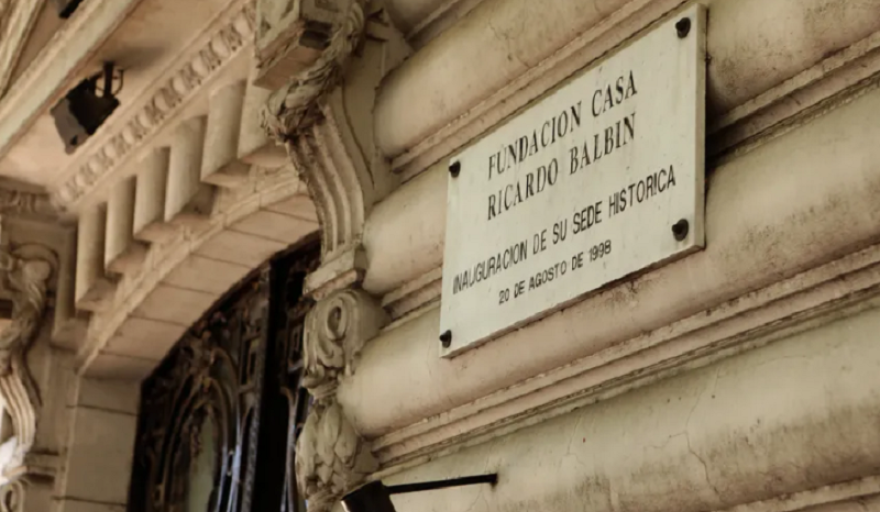 FUNDACION CASA
RICARDO BALBIN
INAUGURACION DE SU SEDE HISTORICA
20 DE AGOSTO DE 1998